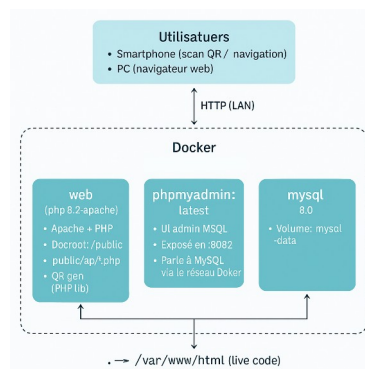 Utilisatuers
• Smartphone (scan QR / navigation)
• PC (navigateur web)
HTTP (LAN)
Docker
web
(php 8.2-apache)
• Apache + PHP
• Docroot: /public
• public/ap/*.php
• QR gen
(PHP lib)
phpmyadmin:
latest
• UI admin MSQL
• Exposé en :8082
• Parle à MySQL
via le réseau Doker
mysql
8.0
• Volume: mysol
-data
. → /var/www/html (live code)